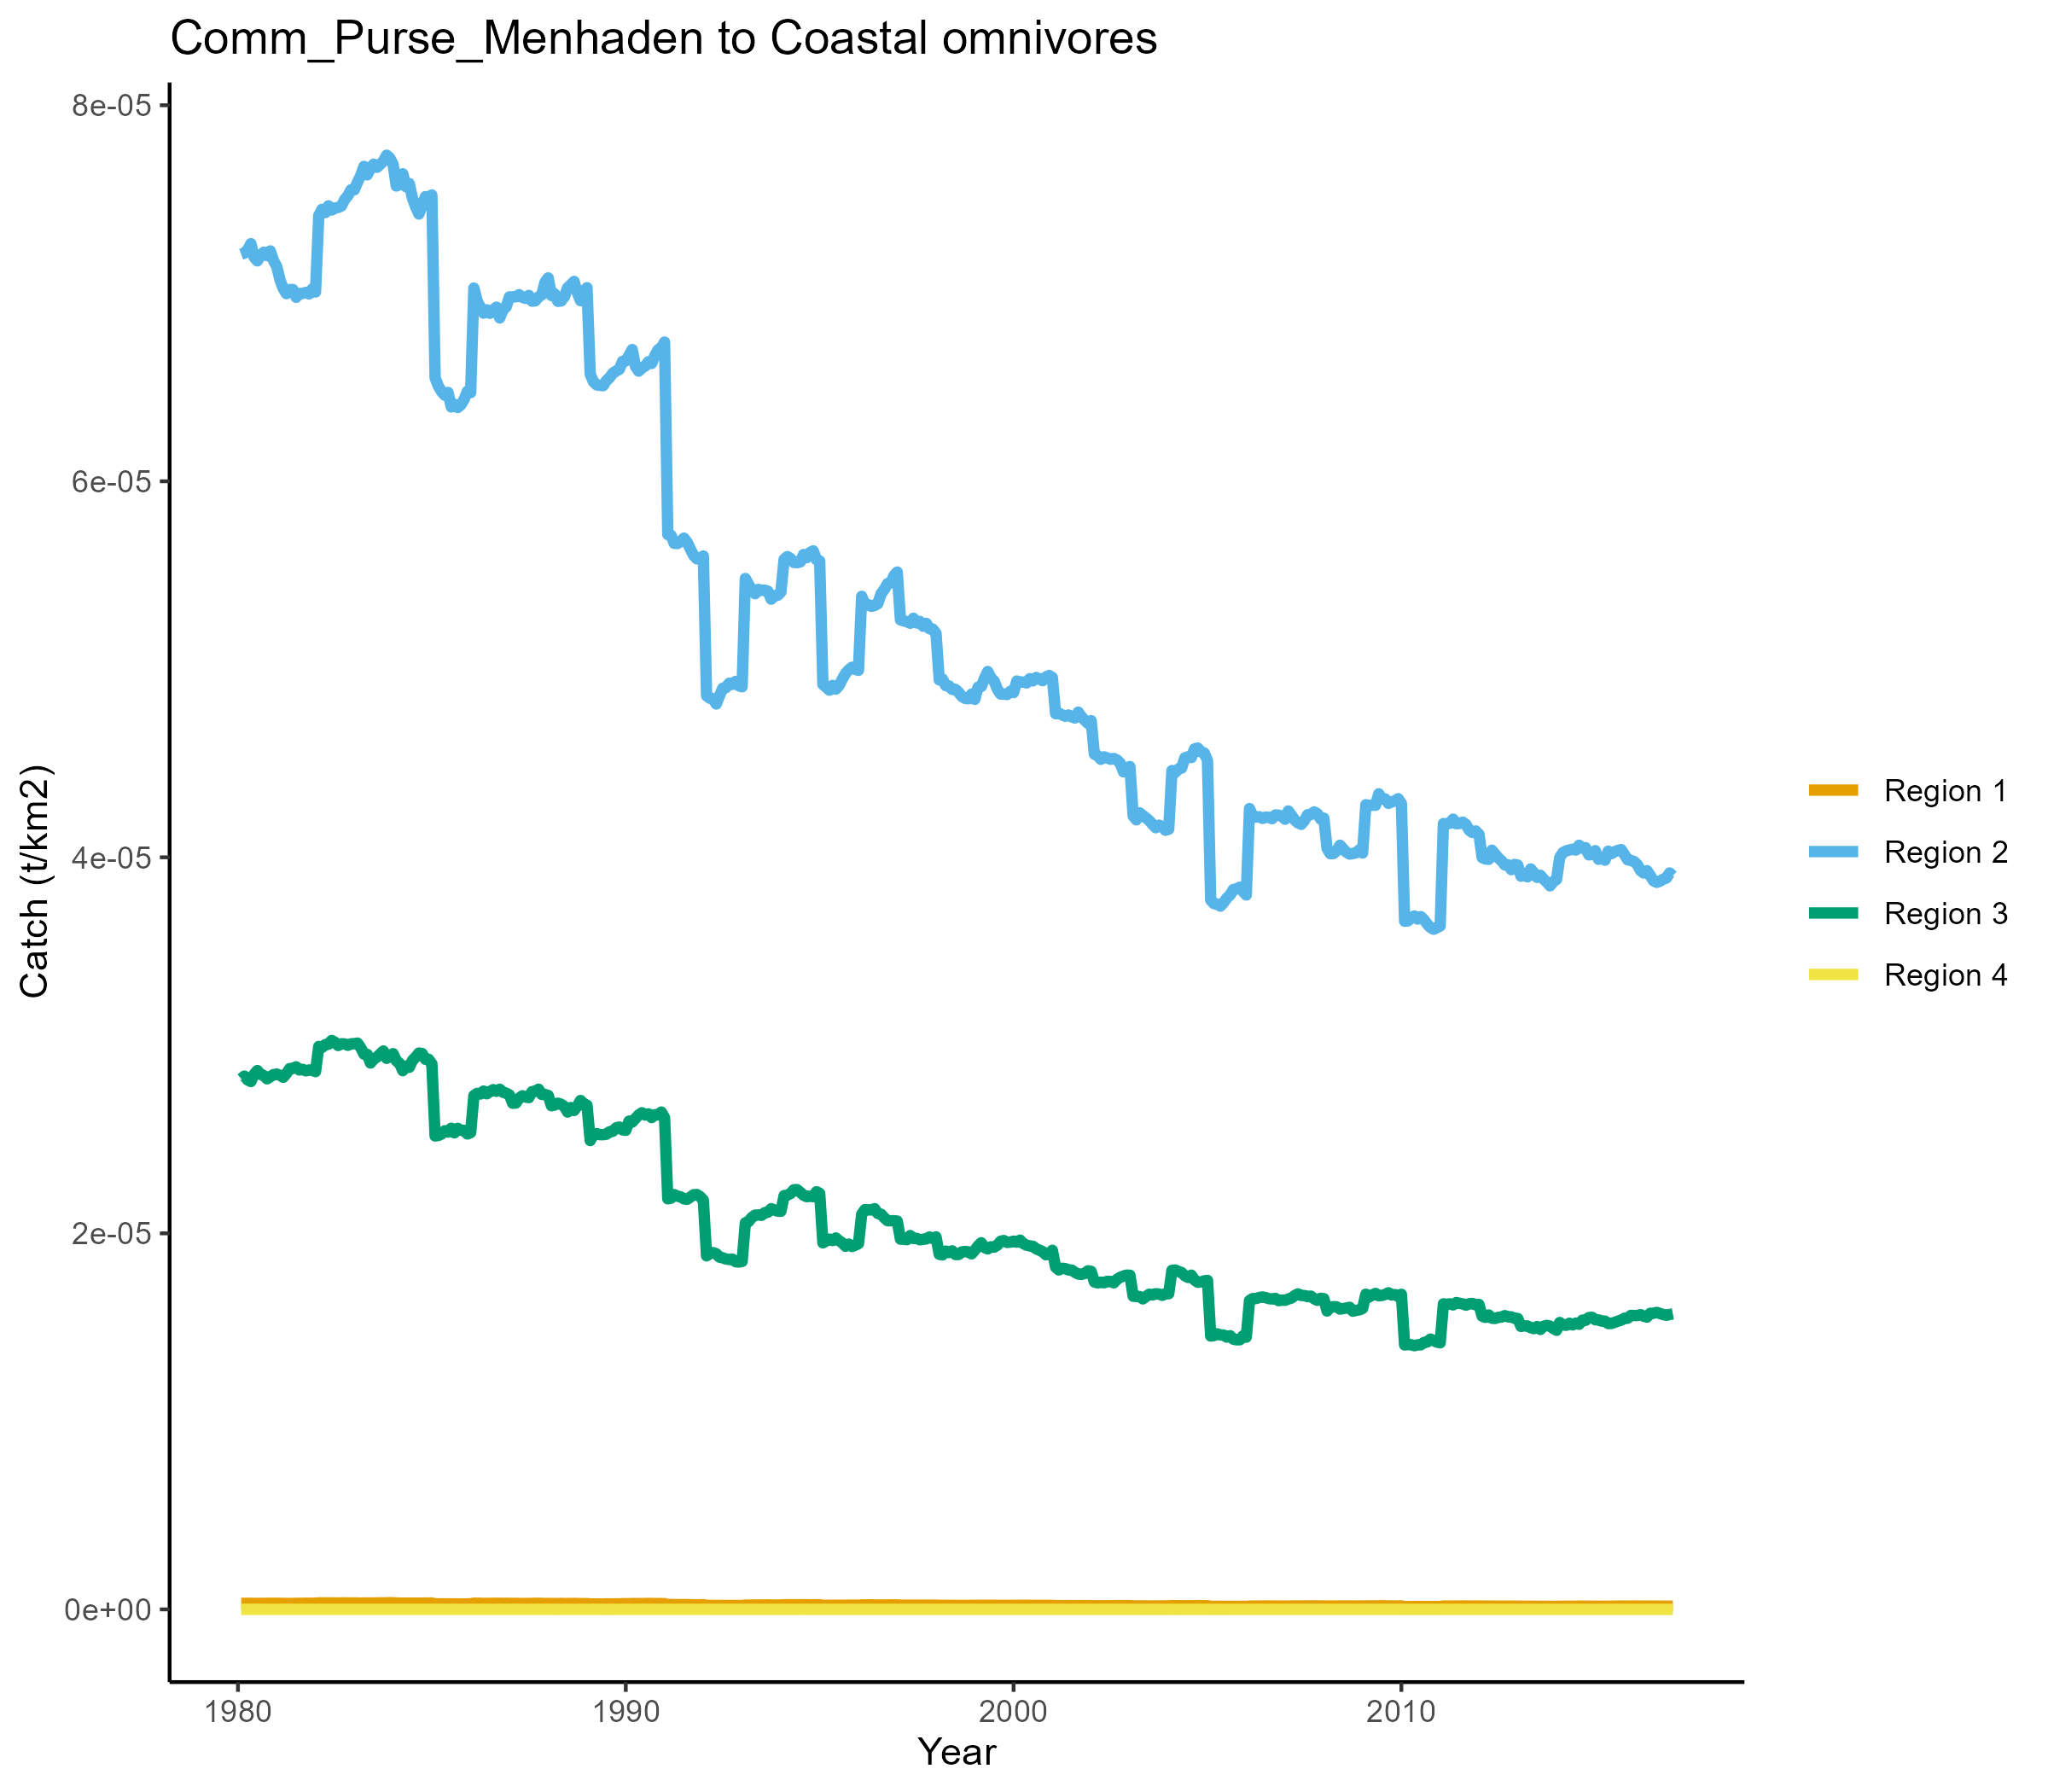 Comm_Purse_Menhaden to Coastal omnivores
8e-05
6e-05
4e-05
2e-05
0e+00
Catch (t/km2)
1980
1990
2000
2010
Year
Region 1
Region 2
Region 3
Region 4